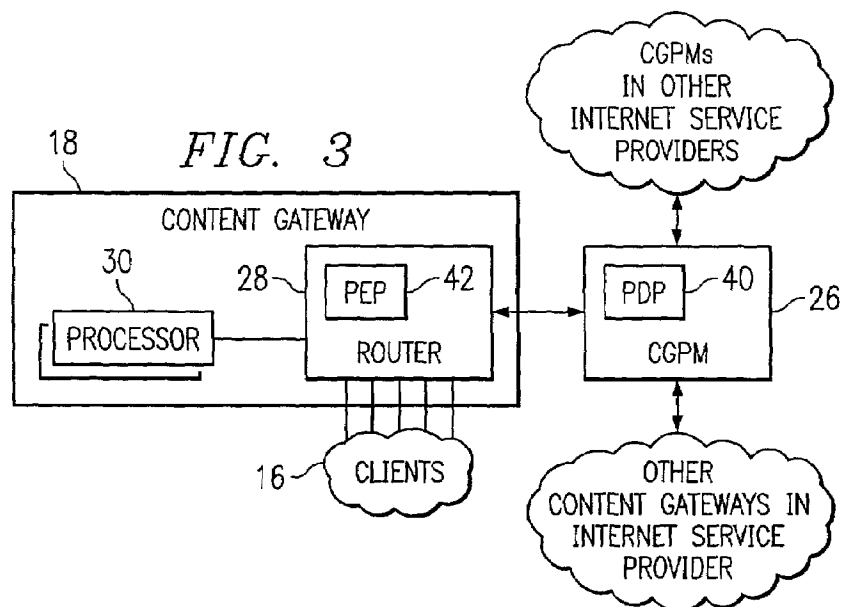 CGPMs
IN OTHER
INTERNET SERVICE
PROVIDERS
FIG. 3
18
CONTENT GATEWAY
30
PROCESSOR
28
PEP
42
ROUTER
PDP
40
CGPM
26
16
CLIENTS
OTHER
CONTENT GATEWAYS IN
INTERNET SERVICE
PROVIDER